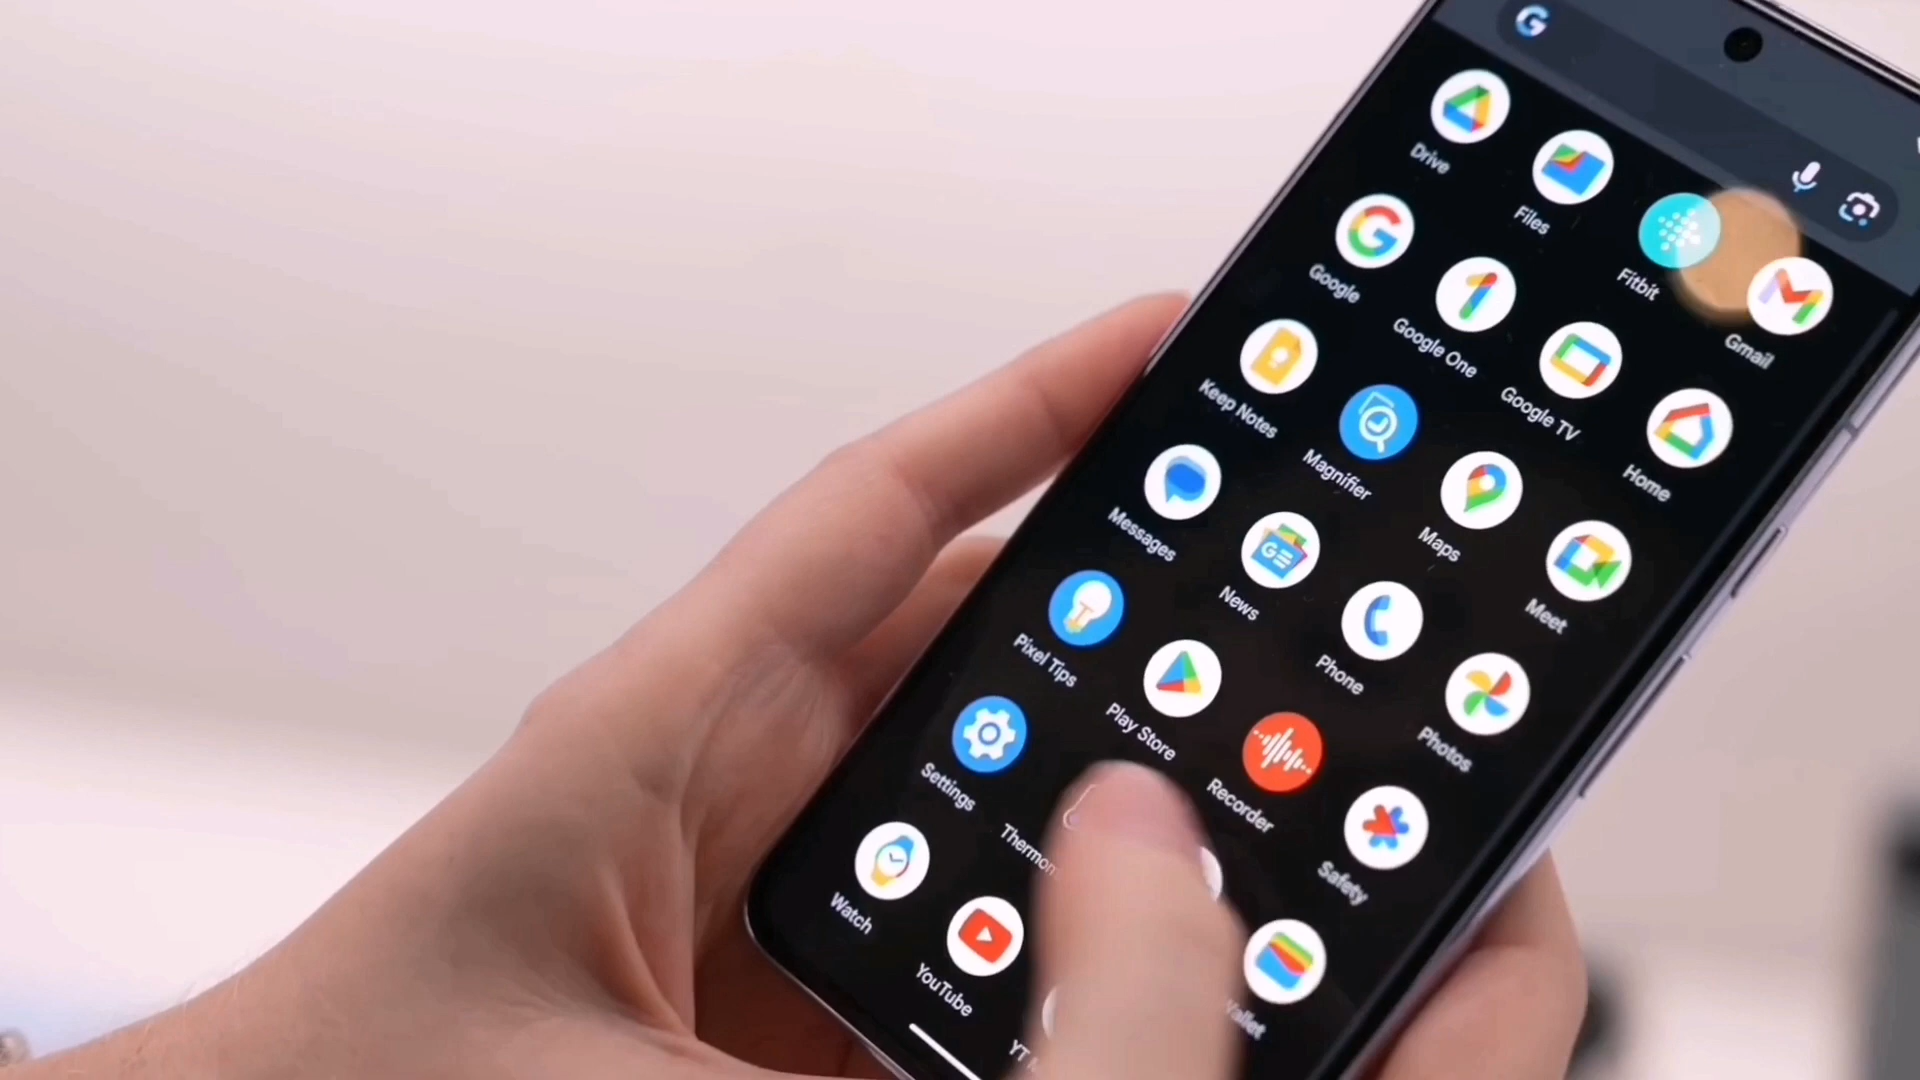 Drive
Files
Fitbit
Gmail
Google
Google One
Google TV
Home
Keep Notes
Magnifier
Maps
Meet
Messages
News
Phone
Photos
Pixel Tips
Play Store
Recorder
Safety
Settings
Watch
YouTube
YT